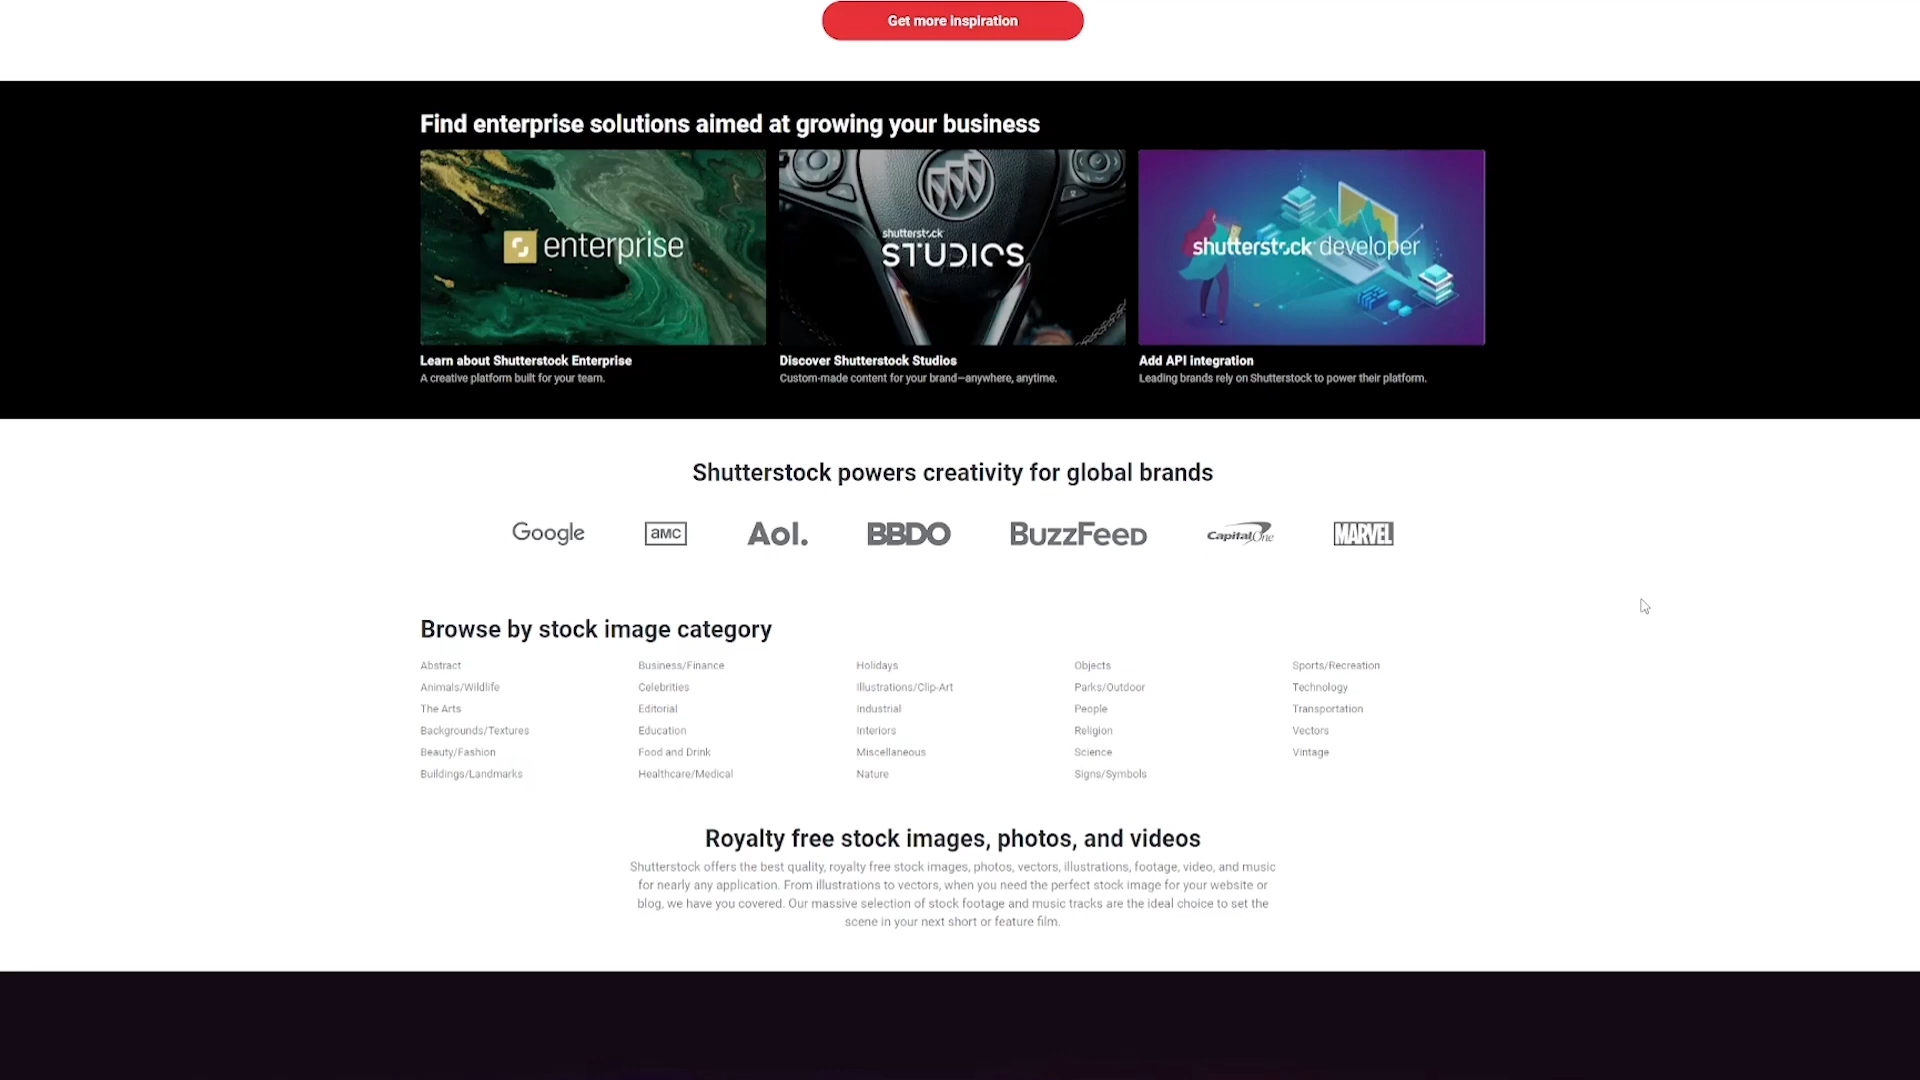 Get more inspiration
Find enterprise solutions aimed at growing your business
enterprise
shutterstock
STUDIOS
shutterstock developer
Learn about Shutterstock Enterprise
A creative platform built for your team.
Discover Shutterstock Studios
Custom-made content for your brand—anywhere, anytime.
Add API integration
Leading brands rely on Shutterstock to power their platform.
Shutterstock powers creativity for global brands
Google
aMC
Aol.
BBDO
BuzzFeed
Capital One
MARVEL
Browse by stock image category
Abstract
Animals/Wildlife
The Arts
Backgrounds/Textures
Beauty/Fashion
Buildings/Landmarks
Business/Finance
Celebrities
Editorial
Education
Food and Drink
Healthcare/Medical
Holidays
Illustrations/Clip-Art
Industrial
Interiors
Miscellaneous
Nature
Objects
Parks/Outdoor
People
Religion
Science
Signs/Symbols
Sports/Recreation
Technology
Transportation
Vectors
Vintage
Royalty free stock images, photos, and videos
Shutterstock offers the best quality, royalty free stock images, photos, vectors, illustrations, footage, video, and music
for nearly any application. From illustrations to vectors, when you need the perfect stock image for your website or
blog, we have you covered. Our massive selection of stock footage and music tracks are the ideal choice to set the
scene in your next short or feature film.